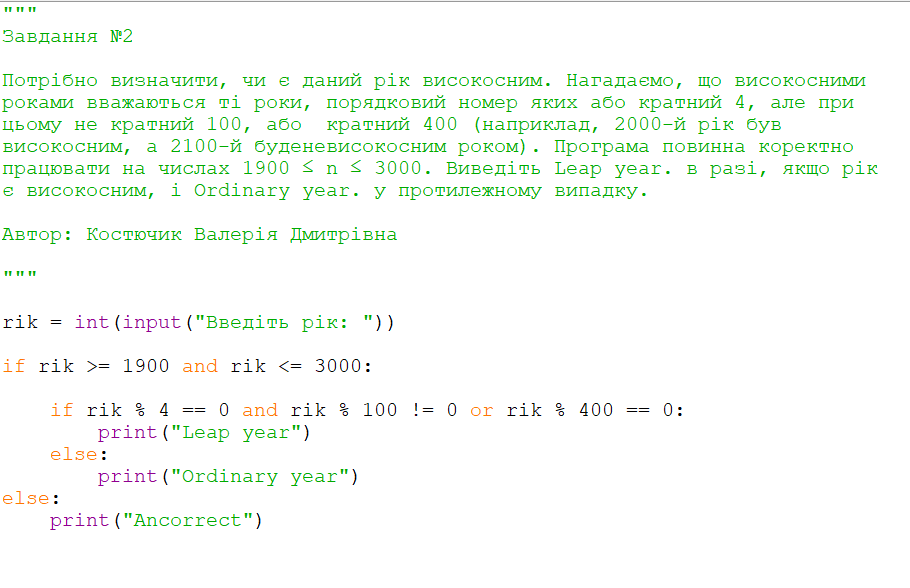 """
Завдання №2
Потрібно визначити, чи є даний рік високосним. Нагадаємо, що високосними
роками вважаються ті роки, порядковий номер яких або кратний 4, але при
цьому не кратний 100, або  кратний 400 (наприклад, 2000-й рік був
високосним, а 2100-й буденевисокосним роком). Програма повинна коректно
працювати на числах 1900 ≤ n ≤ 3000. Виведіть Leap year. в разі, якщо рік
є високосним, і Ordinary year. у протилежному випадку.
Автор: Костючик Валерія Дмитрівна
"""
rik = int(input("Введіть рік: "))
if rik >= 1900 and rik <= 3000:
    if rik % 4 == 0 and rik % 100 != 0 or rik % 400 == 0:
        print("Leap year")
    else:
        print("Ordinary year")
else:
    print("Ancorrect")